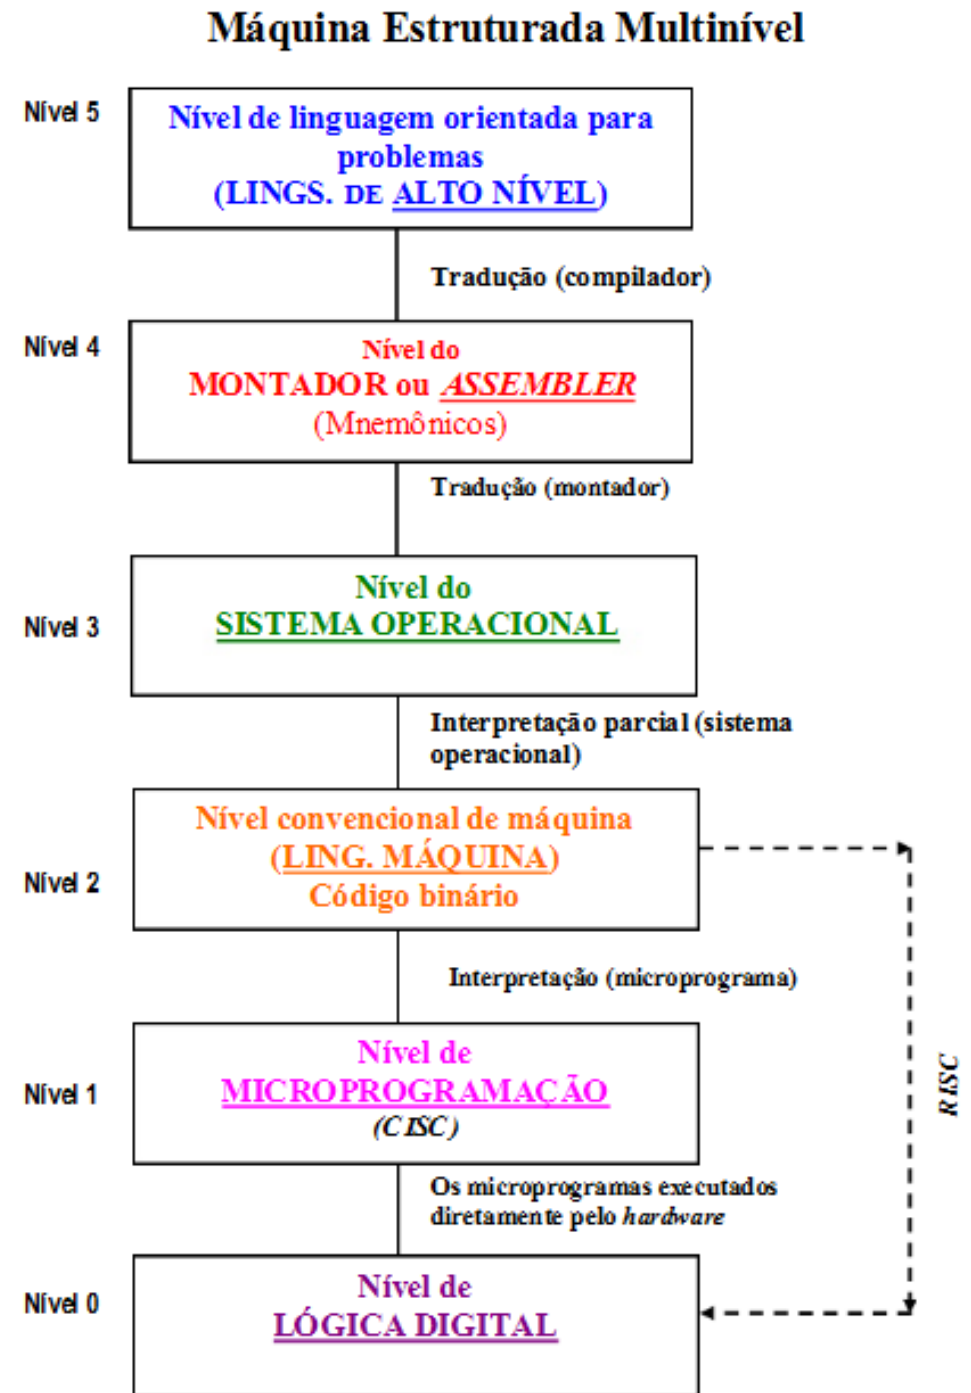 Máquina Estruturada Multinível
Nível 5
Nível de linguagem orientada para
problemas
(LINGS. DE ALTO NÍVEL)
Tradução (compilador)
Nível 4
Nível do
MONTADOR ou ASSEMBLER
(Mnemônicos)
Tradução (montador)
Nível 3
Nível do
SISTEMA OPERACIONAL
Interpretação parcial (sistema
operacional)
Nível 2
Nível convencional de máquina
(LING. MÁQUINA)
Código binário
Interpretação (microprograma)
Nível 1
Nível de
MICROPROGRAMAÇÃO
(CISC)
RISC
Os microprogramas executados
diretamente pelo hardware
Nível 0
Nível de
LÓGICA DIGITAL